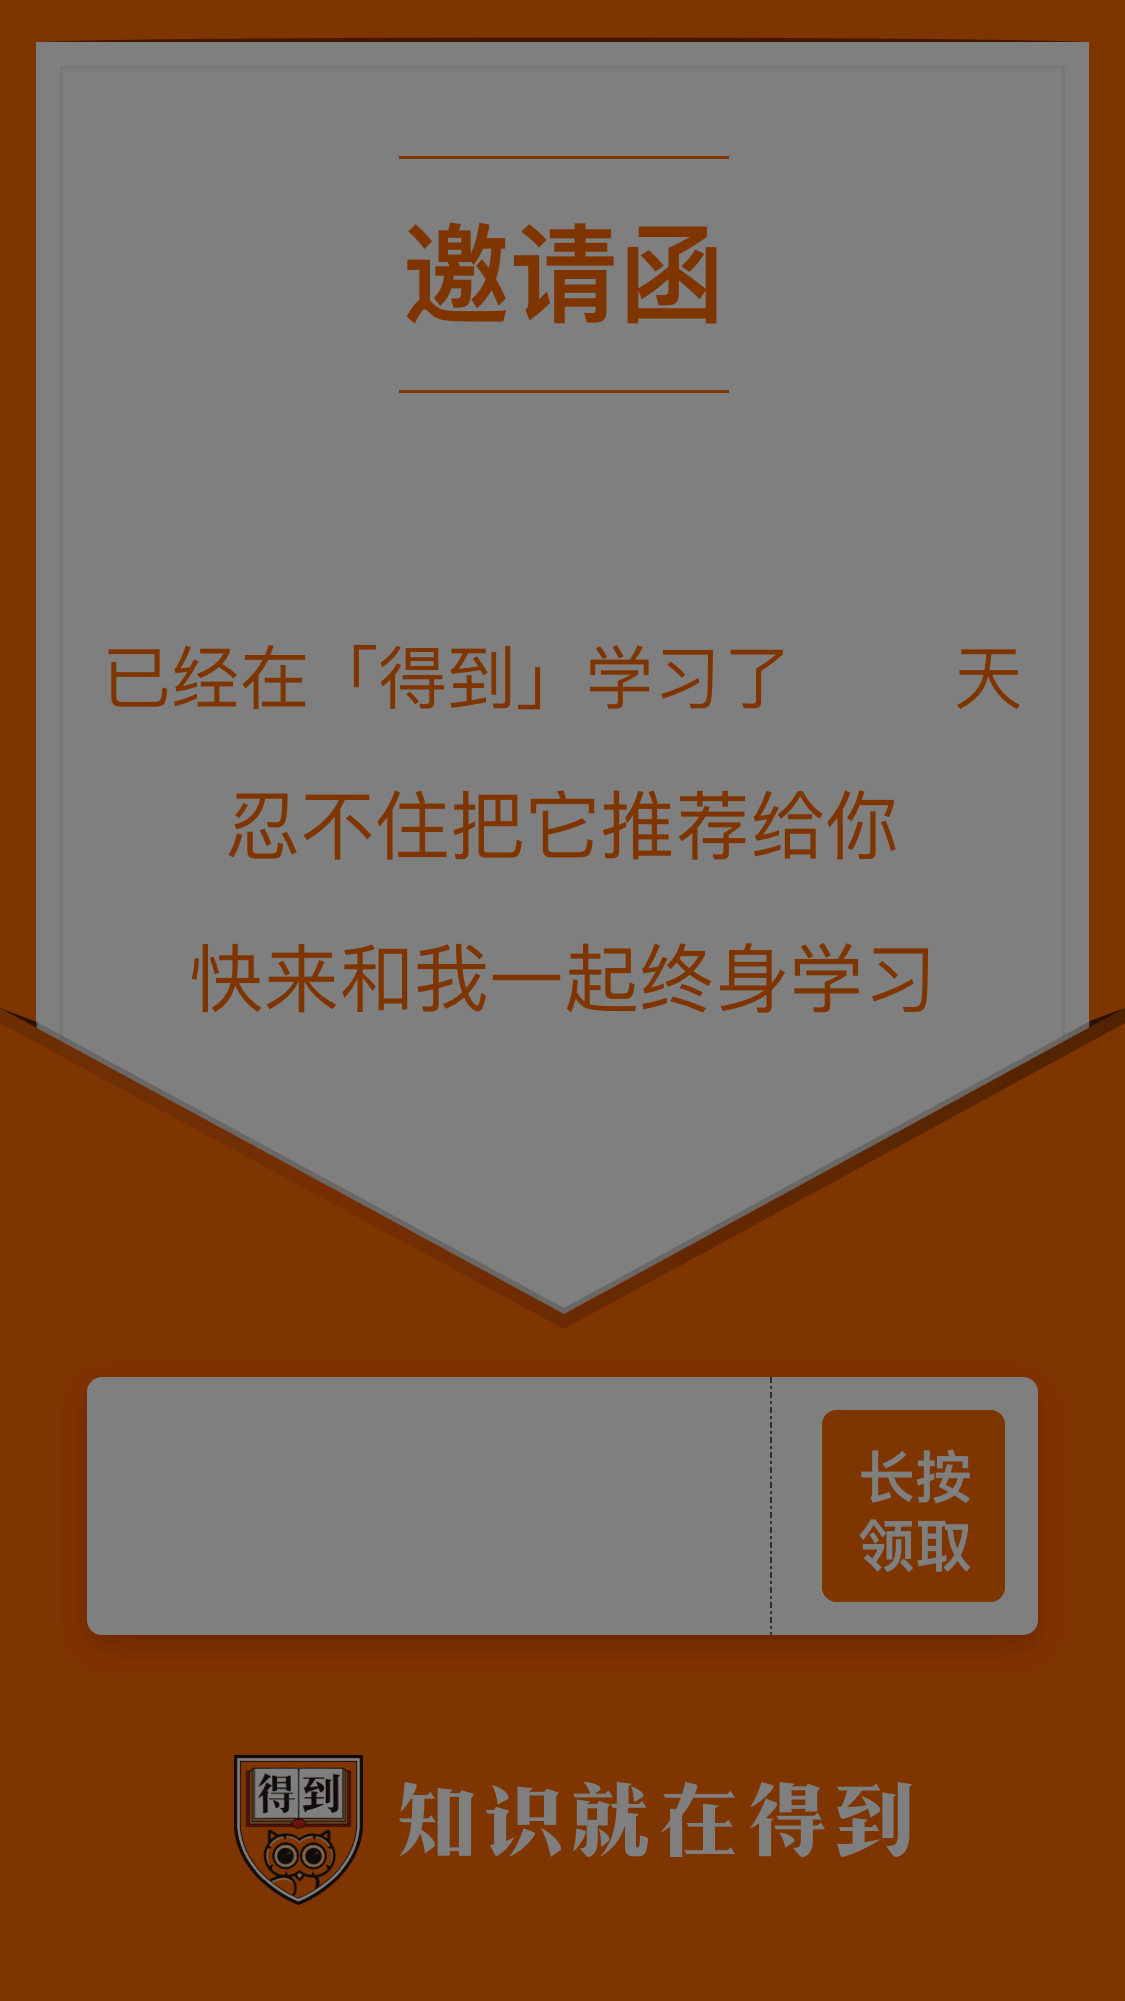 邀请函
已经在「得到」学习了 天
忍不住把它推荐给你
快来和我一起终身学习
长按
领取
得到
知识就在得到